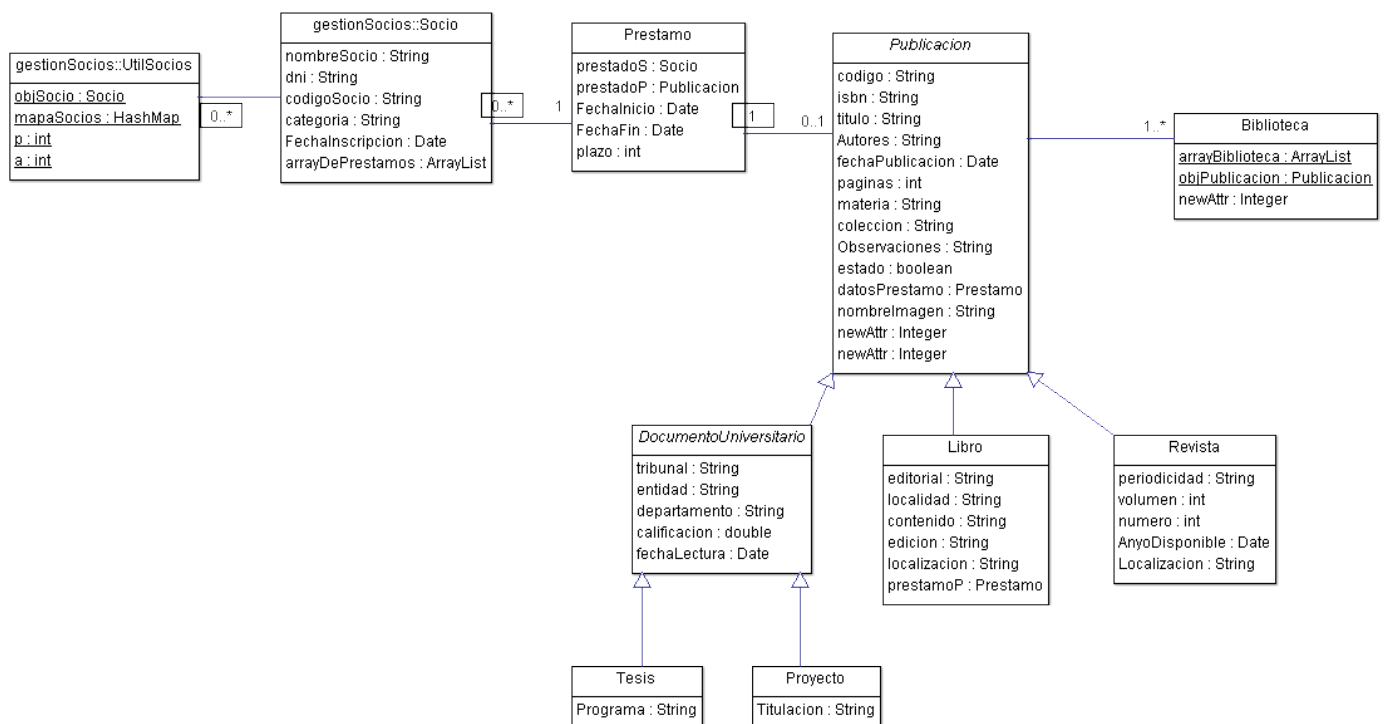 gestionSocios::UtilSocios
objSocio : Socio
mapaSocios : HashMap
p : int
a : int
0..*
gestionSocios::Socio
nombreSocio : String
dni : String
codigoSocio : String
categoria : String
FechaInscripcion : Date
arrayDePrestamos : ArrayList
0..*
1
Prestamo
prestadoS : Socio
prestadoP : Publicacion
FechaInicio : Date
FechaFin : Date
plazo : int
1
0..1
Publicacion
codigo : String
isbn : String
titulo : String
Autores : String
fechaPublicacion : Date
paginas : int
materia : String
coleccion : String
Observaciones : String
estado : boolean
datosPrestamo : Prestamo
nombreImagen : String
newAttr : Integer
newAttr : Integer
1..*
Biblioteca
arrayBiblioteca : ArrayList
objPublicacion : Publicacion
newAttr : Integer
DocumentoUniversitario
tribunal : String
entidad : String
departamento : String
calificacion : double
fechaLectura : Date
Libro
editorial : String
localidad : String
contenido : String
edicion : String
localizacion : String
prestamoP : Prestamo
Revista
periodicidad : String
volumen : int
numero : int
AnyoDisponible : Date
Localizacion : String
Tesis
Programa : String
Proyecto
Titulacion : String